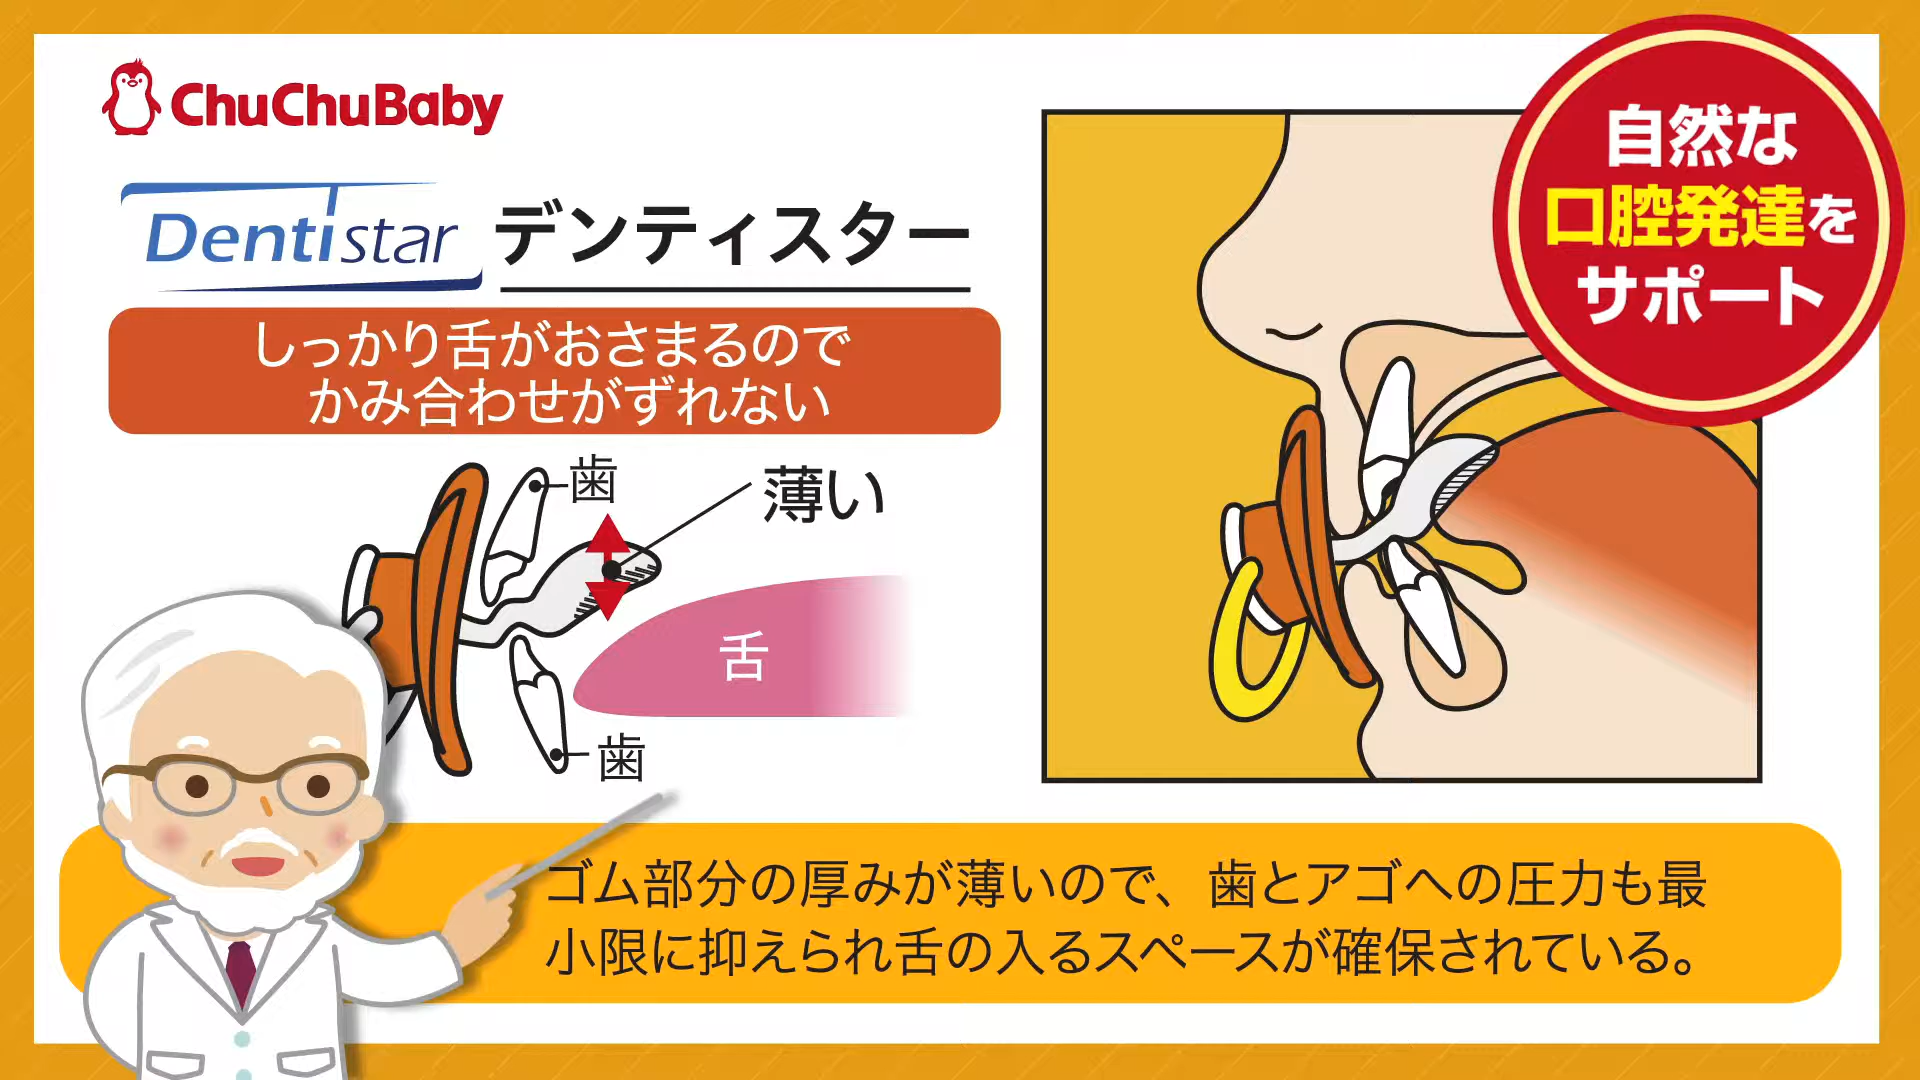 ChuChuBaby
Dentistar デンティスター
しっかり舌がおさまるので
かみ合わせがずれない
自然な
口腔発達を
サポート
歯
薄い
舌
歯
ゴム部分の厚みが薄いので、歯とアゴへの圧力も最
小限に抑えられ舌の入るスペースが確保されている。